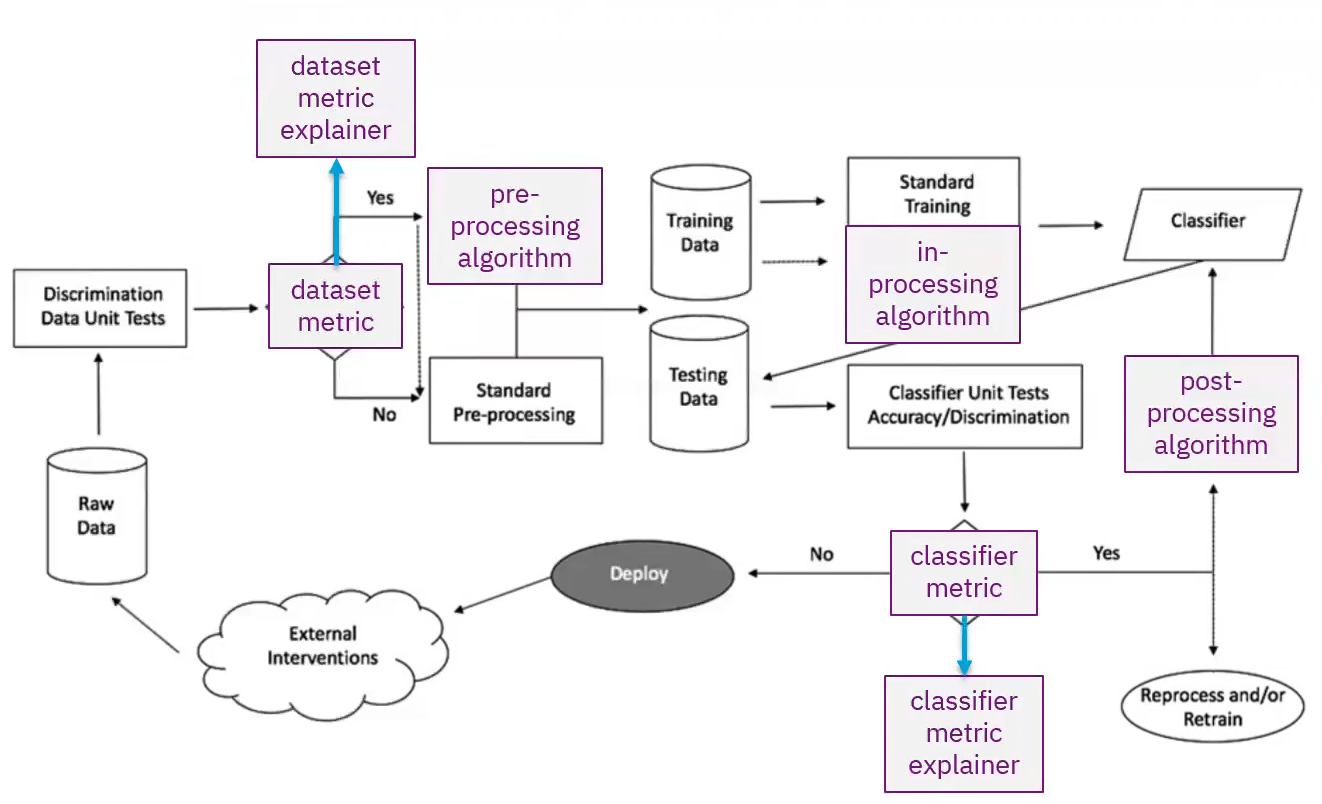 dataset
metric
explainer
Yes
pre-
processing
algorithm
Training
Data
Standard
Training
Classifier
in-
processing
algorithm
Discrimination
Data Unit Tests
dataset
metric
No
Standard
Pre-processing
Testing
Data
Classifier Unit Tests
Accuracy/Discrimination
post-
processing
algorithm
Raw
Data
External
Interventions
Deploy
No
classifier
metric
Yes
classifier
metric
explainer
Reprocess and/or
Retrain